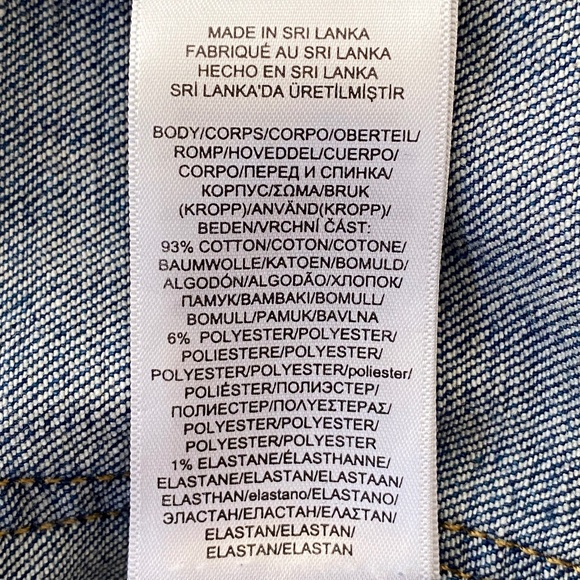 MADE IN SRI LANKA
FABRIQUÉ AU SRI LANKA
HECHO EN SRI LANKA
SRİ LANKA'DA ÜRETİLMİŞTİR
BODY/CORPS/CORPO/OBERTEIL/
ROMP/HOVEDDEL/CUERPO/
CORPO/ПЕРЕД И СПИНКА/
КОРПУС/ΣΩΜΑ/BRUK
(KROPP)/ANVÄND(KROPP)/
BEDEN/VRCHNÍ ČÁST:
93% COTTON/COTON/COTONE/
BAUMWOLLE/KATOEN/BOMULD/
ALGODÓN/ALGODÃO/ХЛОПОК/
ПАМУК/ΒΑΜΒΑΚΙ/BOMULL/
BOMULL/PAMUK/BAVLNA
6% POLYESTER/POLYESTER/
POLIESTERE/POLYESTER/
POLYESTER/POLYESTER/poliester/
POLIÉSTER/ПОЛИЭСТЕР/
ПОЛИЕСТЕР/ΠΟΛΥΕΣΤΕΡΑΣ/
POLYESTER/POLYESTER/
POLYESTER/POLYESTER
1% ELASTANE/ÉLASTHANNE/
ELASTANE/ELASTAN/ELASTAAN/
ELASTHAN/elastano/ELASTANO/
ЭЛАСТАН/ЕЛАСТАН/ΕΛΑΣΤΑΝ/
ELASTAN/ELASTAN/
ELASTAN/ELASTAN